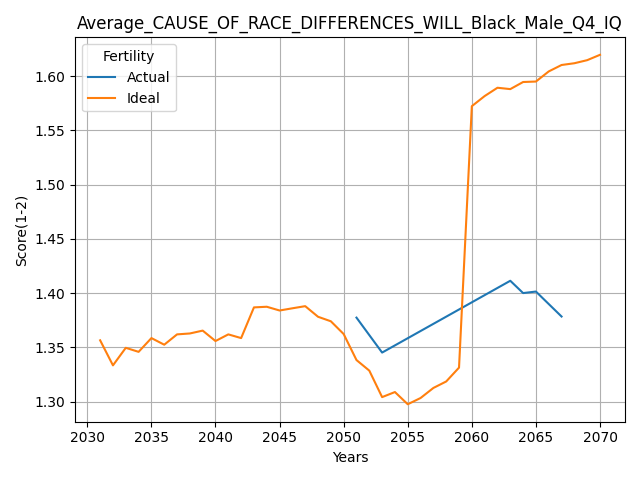 Average_CAUSE_OF_RACE_DIFFERENCES_WILL_Black_Male_Q4_IQ
Fertility
Actual
Ideal
Score(1-2)
1.60
1.55
1.50
1.45
1.40
1.35
1.30
2030 2035 2040 2045 2050 2055 2060 2065 2070
Years